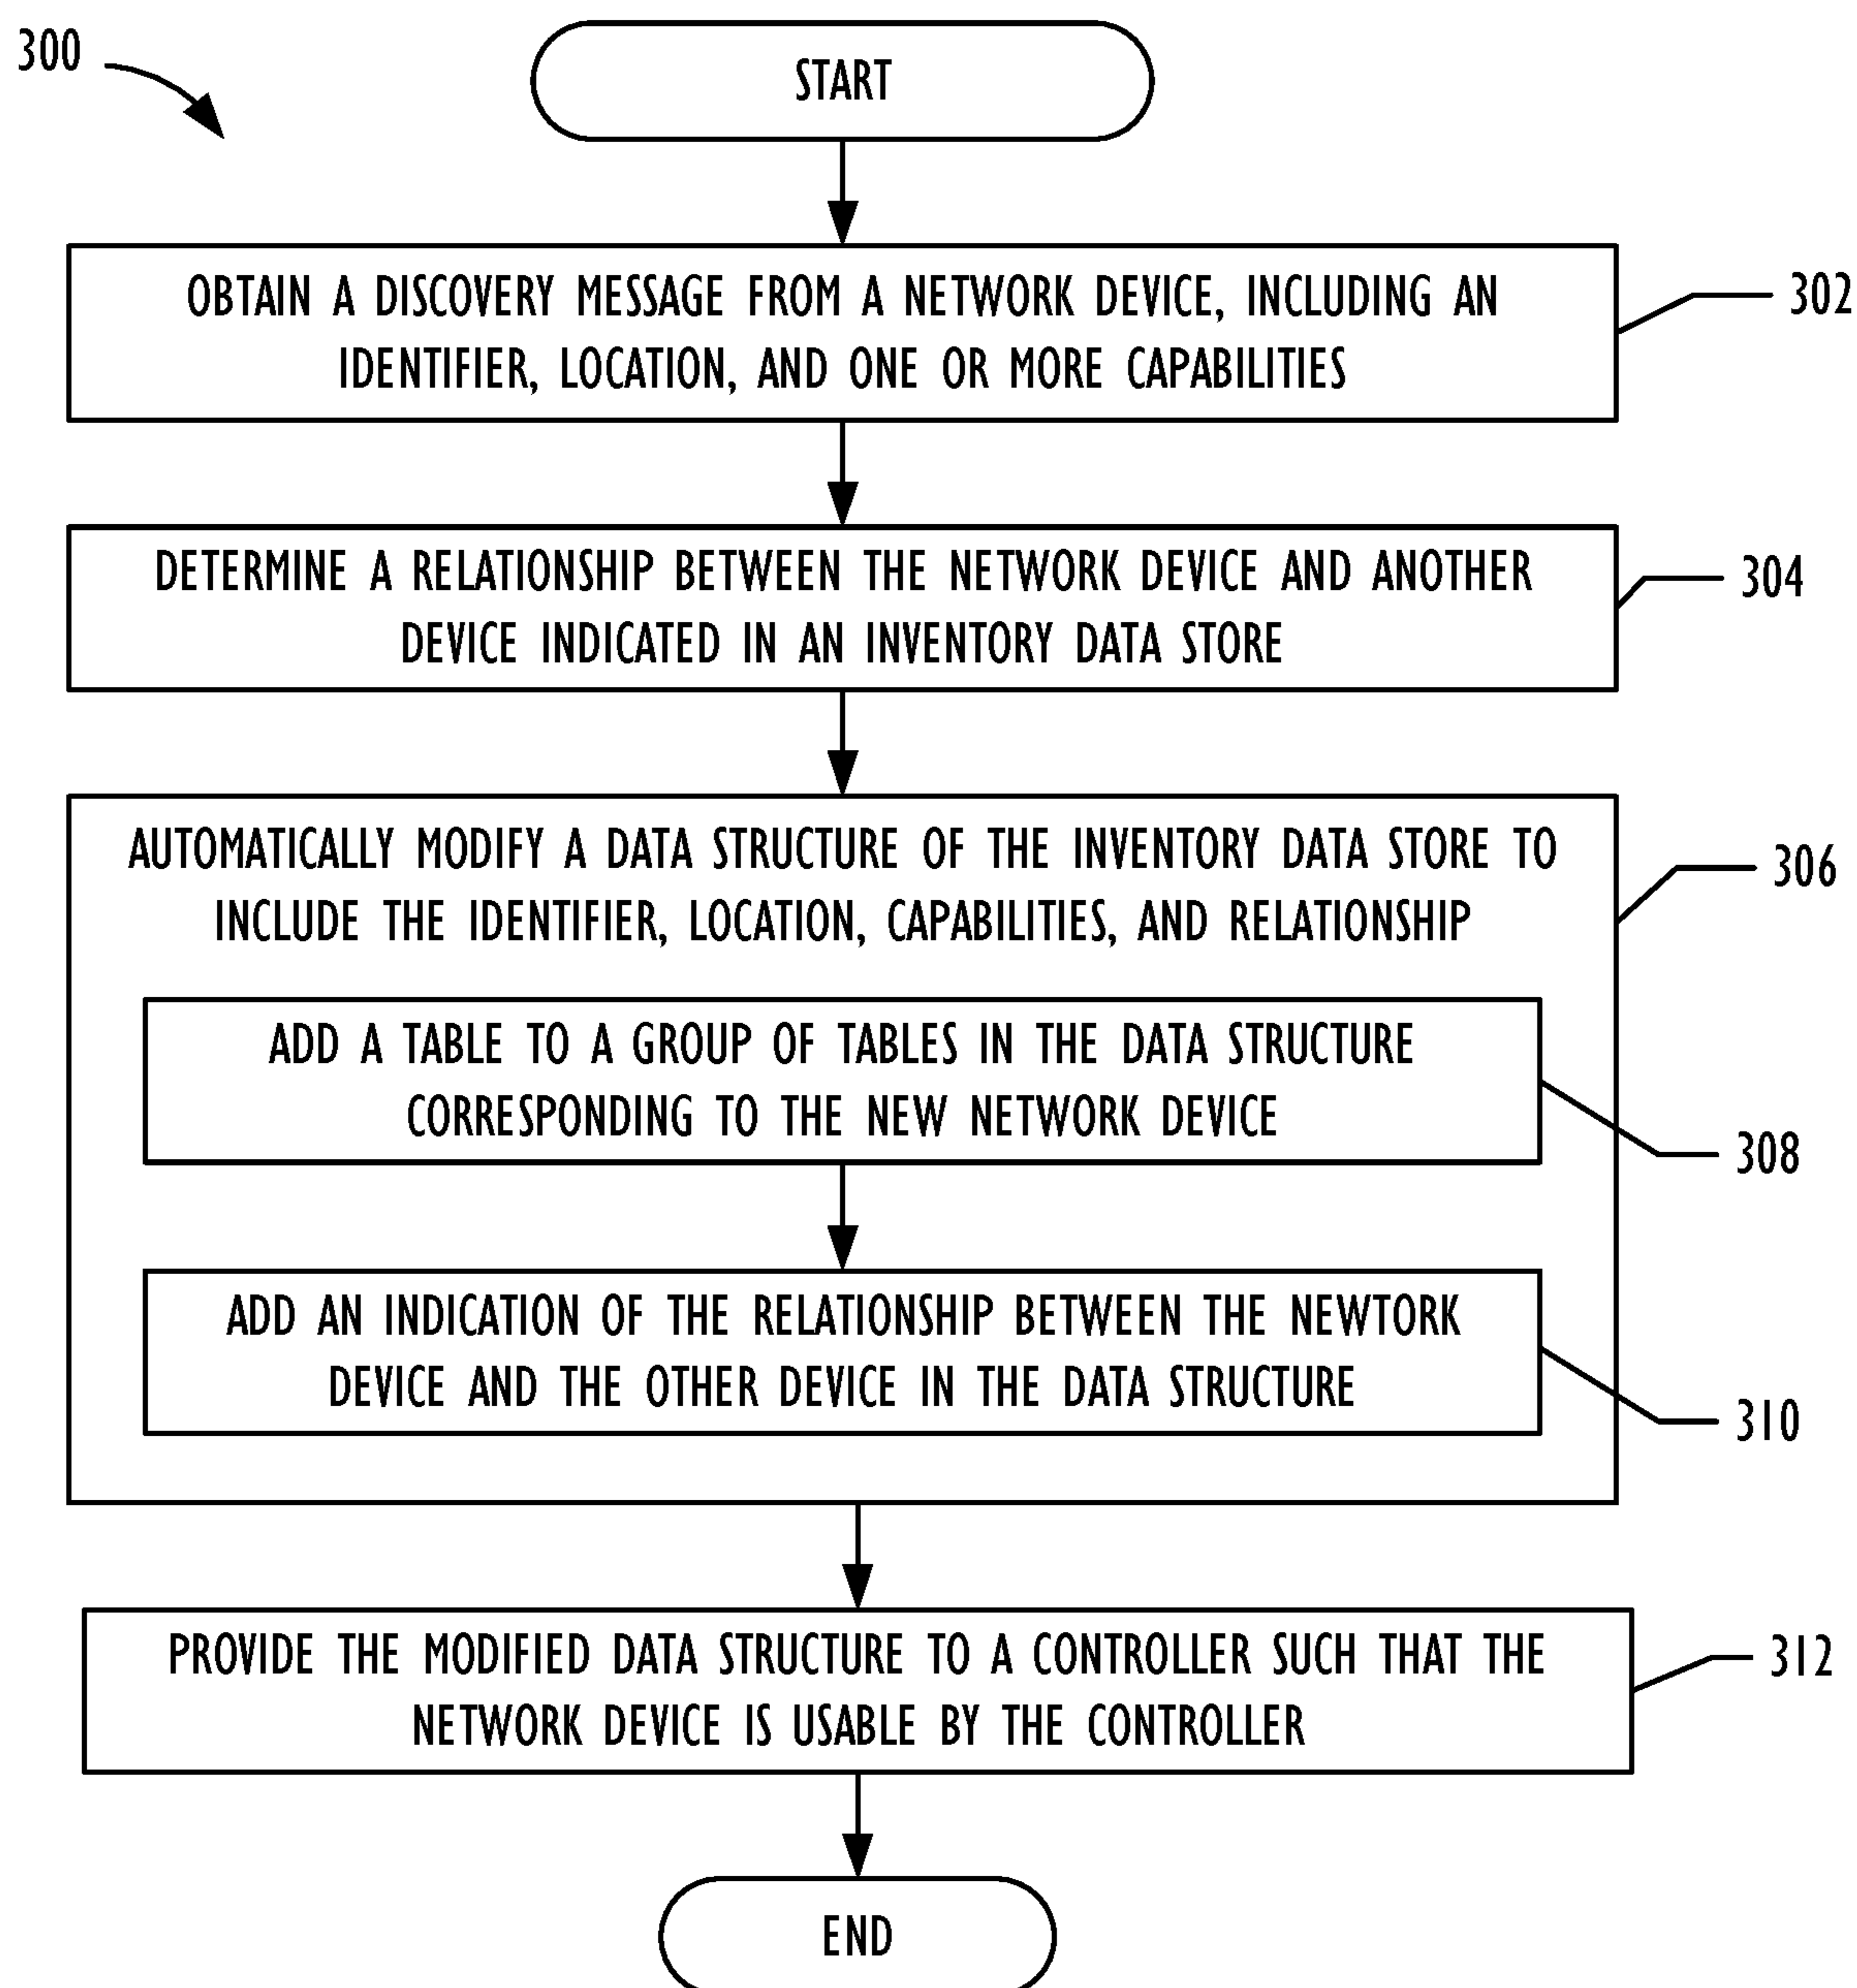 300
START
OBTAIN A DISCOVERY MESSAGE FROM A NETWORK DEVICE, INCLUDING AN
IDENTIFIER, LOCATION, AND ONE OR MORE CAPABILITIES
302
DETERMINE A RELATIONSHIP BETWEEN THE NETWORK DEVICE AND ANOTHER
DEVICE INDICATED IN AN INVENTORY DATA STORE
304
AUTOMATICALLY MODIFY A DATA STRUCTURE OF THE INVENTORY DATA STORE TO
INCLUDE THE IDENTIFIER, LOCATION, CAPABILITIES, AND RELATIONSHIP
306
ADD A TABLE TO A GROUP OF TABLES IN THE DATA STRUCTURE
CORRESPONDING TO THE NEW NETWORK DEVICE
308
ADD AN INDICATION OF THE RELATIONSHIP BETWEEN THE NEWTORK
DEVICE AND THE OTHER DEVICE IN THE DATA STRUCTURE
310
PROVIDE THE MODIFIED DATA STRUCTURE TO A CONTROLLER SUCH THAT THE
NETWORK DEVICE IS USABLE BY THE CONTROLLER
312
END